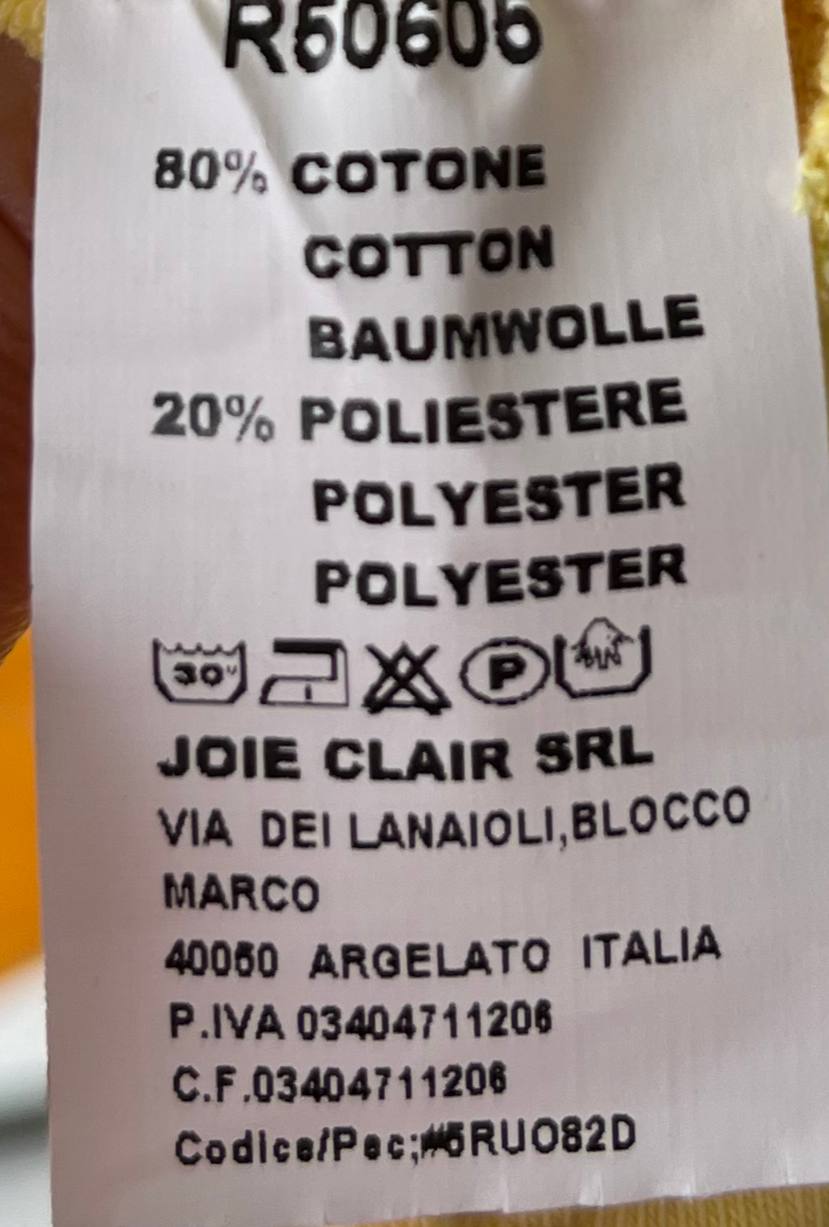 R50605
80% COTONE
COTTON
BAUMWOLLE
20% POLIESTERE
POLYESTER
POLYESTER
30° P
JOIE CLAIR SRL
VIA DEI LANAIOLI,BLOCCO
MARCO
40050 ARGELATO ITALIA
P.IVA 03404711206
C.F.03404711206
Codice/Pec;